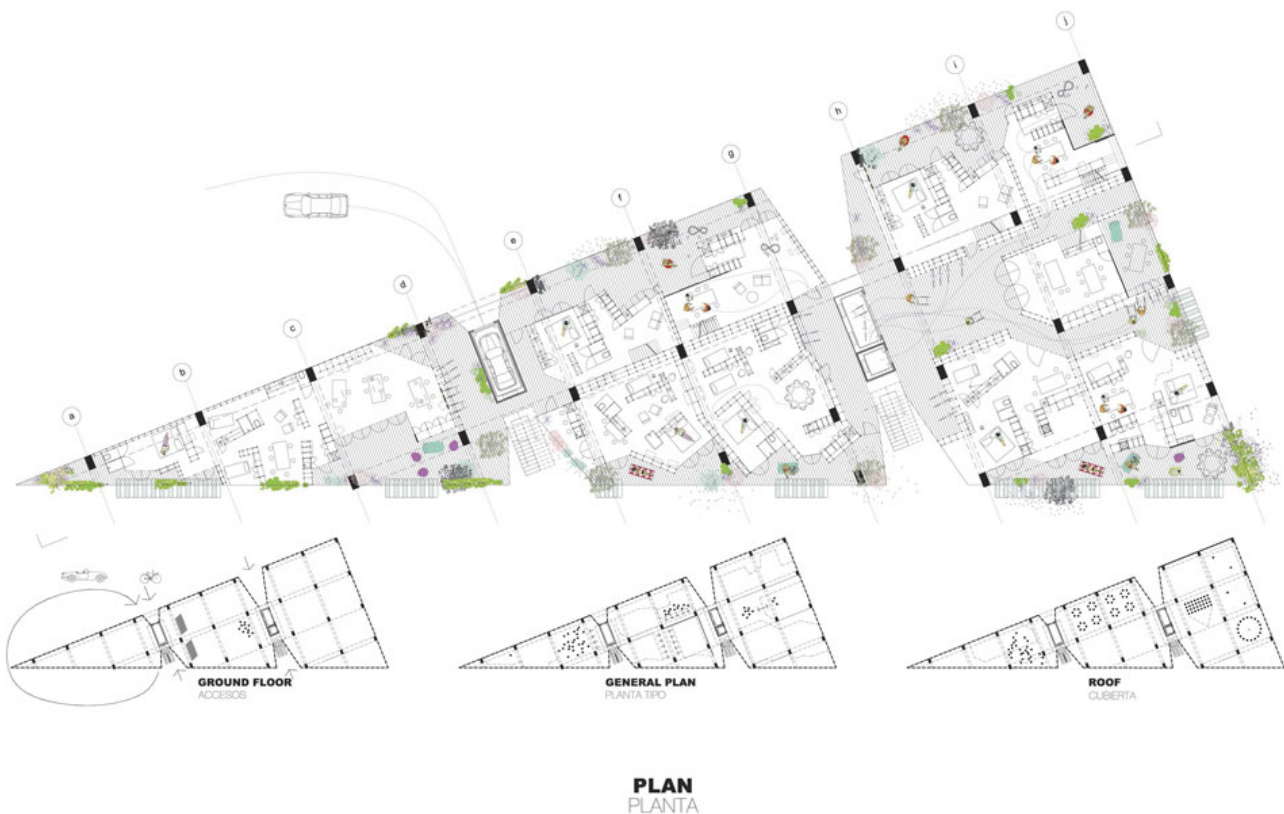 j
i
h
g
f
e
d
c
b
a
GROUND FLOOR
ACCESOS
GENERAL PLAN
PLANTA TIPO
ROOF
CUBIERTA
PLAN
PLANTA